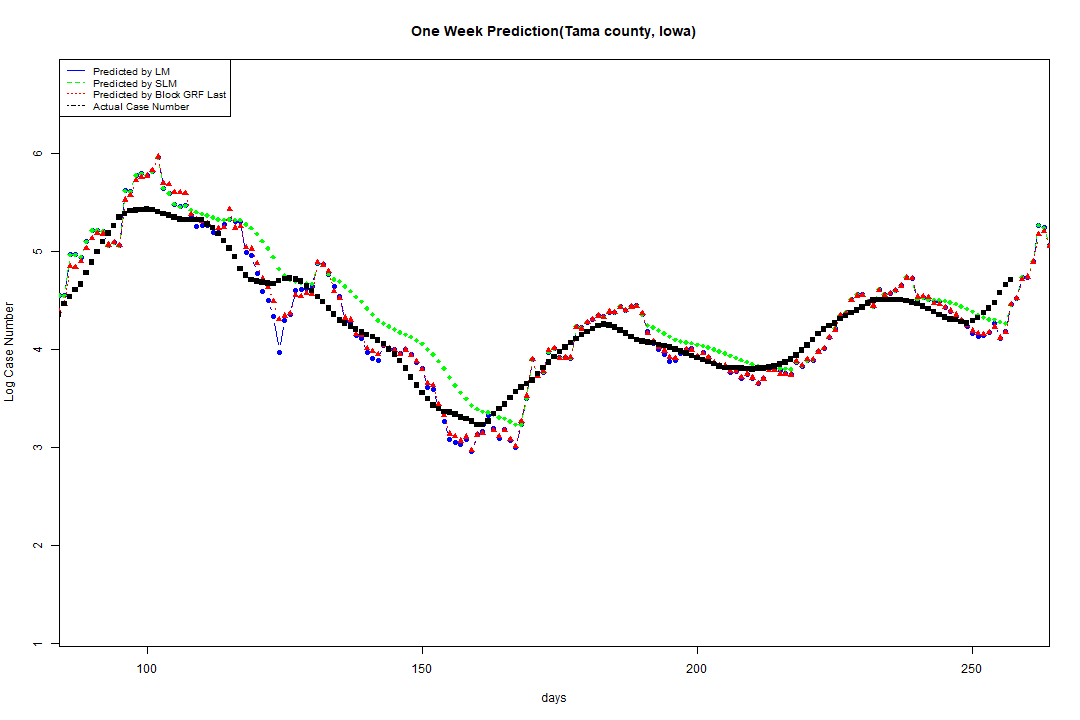 One Week Prediction(Tama county, Iowa)
Predicted by LM
Predicted by SLM
Predicted by Block GRF Last
Actual Case Number
6
5
4
3
2
1
Log Case Number
100 150 200 250
days